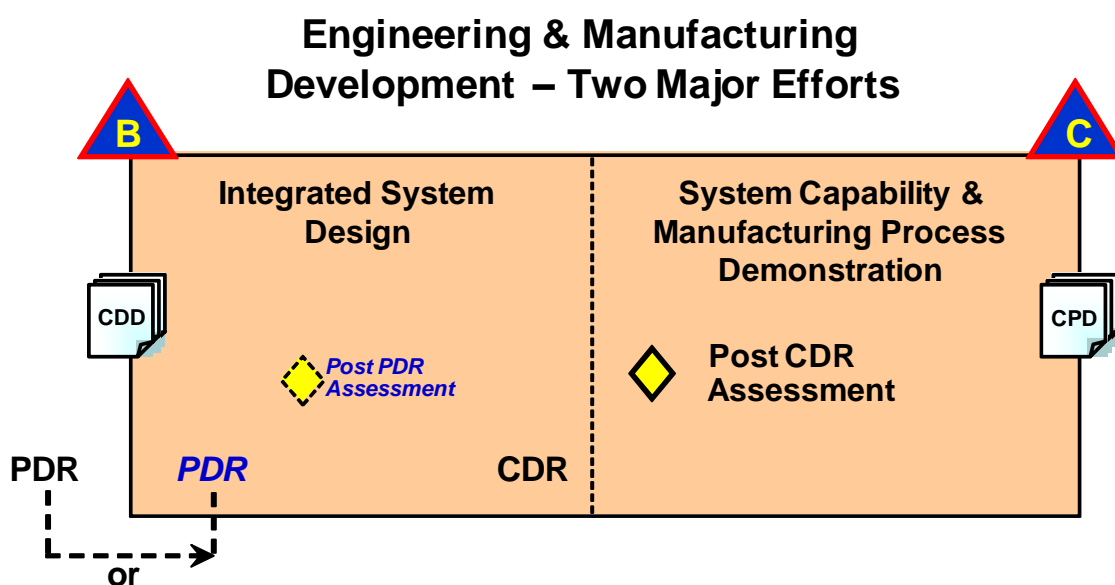 Engineering & Manufacturing
Development – Two Major Efforts
B
C
Integrated System
Design
System Capability &
Manufacturing Process
Demonstration
CDD
CPD
Post PDR
Assessment
Post CDR
Assessment
PDR
PDR
CDR
or